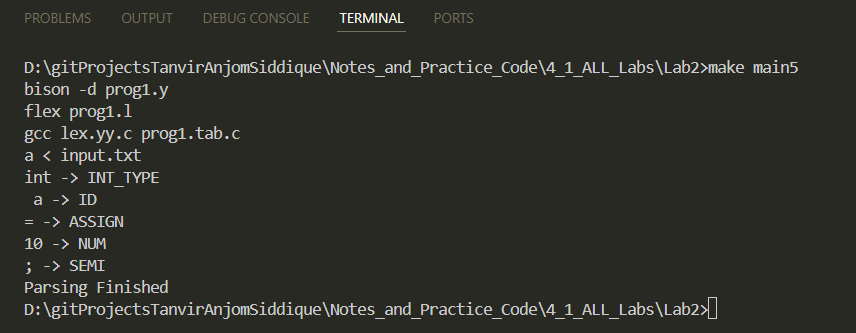 PROBLEMS OUTPUT DEBUG CONSOLE TERMINAL PORTS
D:\gitProjectsTanvirAnjomSiddique\Notes_and_Practice_Code\4_1_ALL_Labs\Lab2>make main5
bison -d prog1.y
flex prog1.l
gcc lex.yy.c prog1.tab.c
a < input.txt
int -> INT_TYPE
 a -> ID
= -> ASSIGN
10 -> NUM
; -> SEMI
Parsing Finished
D:\gitProjectsTanvirAnjomSiddique\Notes_and_Practice_Code\4_1_ALL_Labs\Lab2>